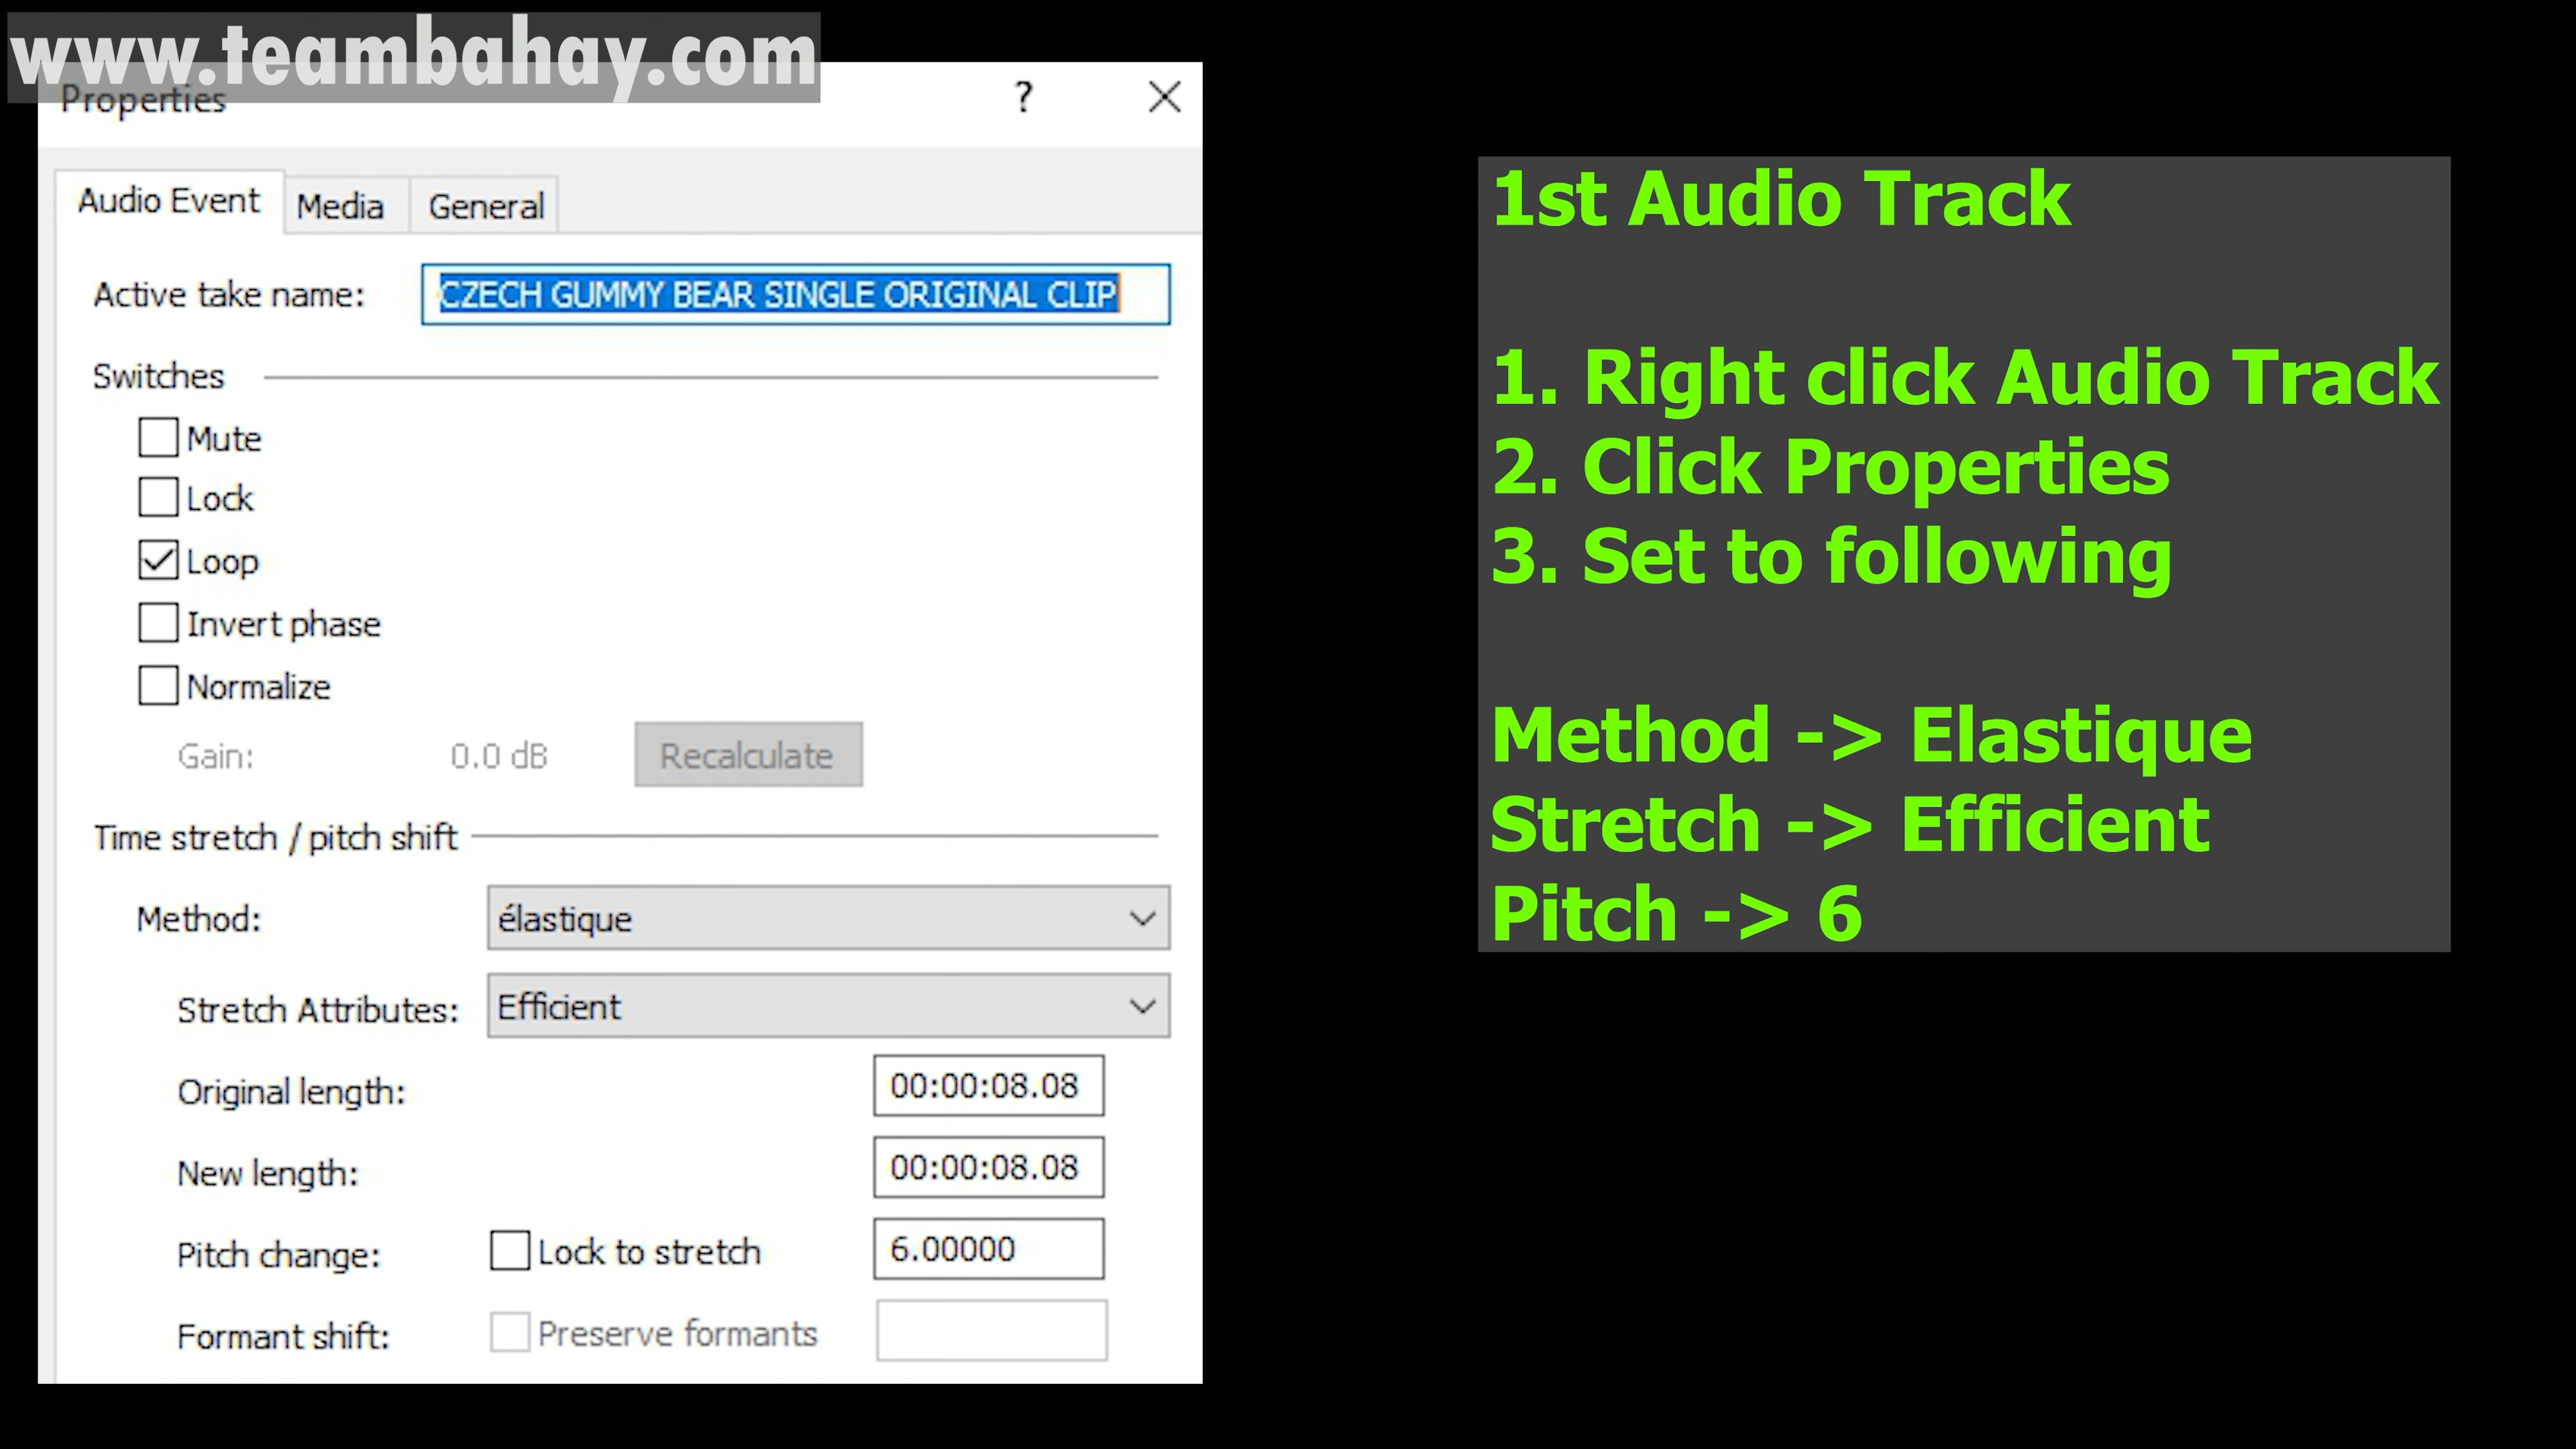 www.teambahay.com
Properties
?
Audio Event Media General
Active take name: CZECH GUMMY BEAR SINGLE ORIGINAL CLIP
Switches
Mute
Lock
Loop
Invert phase
Normalize
Gain: 0.0 dB Recalculate
Time stretch / pitch shift
Method: élastique
Stretch Attributes: Efficient
Original length: 00:00:08.08
New length: 00:00:08.08
Pitch change: Lock to stretch 6.00000
Formant shift: Preserve formants
1st Audio Track
1. Right click Audio Track
2. Click Properties
3. Set to following
Method -> Elastique
Stretch -> Efficient
Pitch -> 6